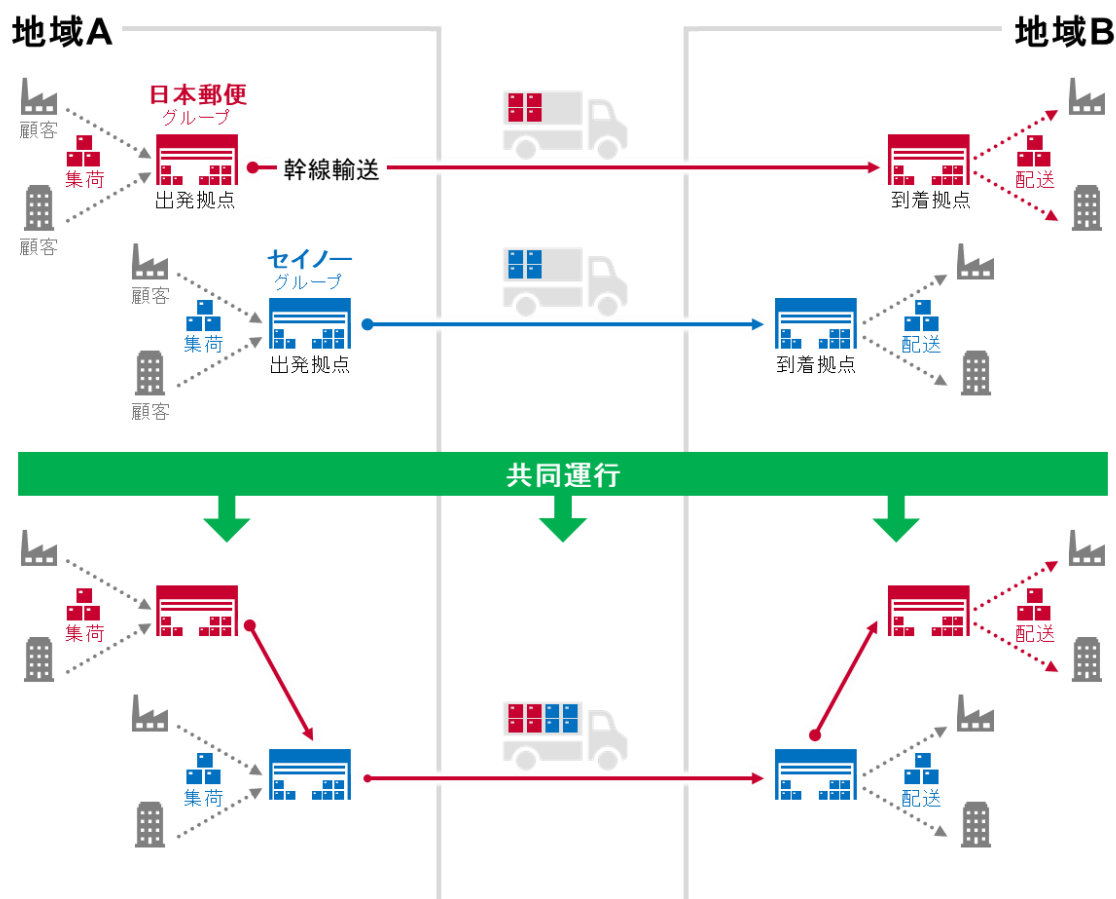 地域A
地域B
日本郵便
グループ
顧客
集荷
幹線輸送
配送
出発拠点
到着拠点
顧客
セイノー
グループ
顧客
集荷
配送
出発拠点
到着拠点
顧客
共同運行
集荷
配送
集荷
配送